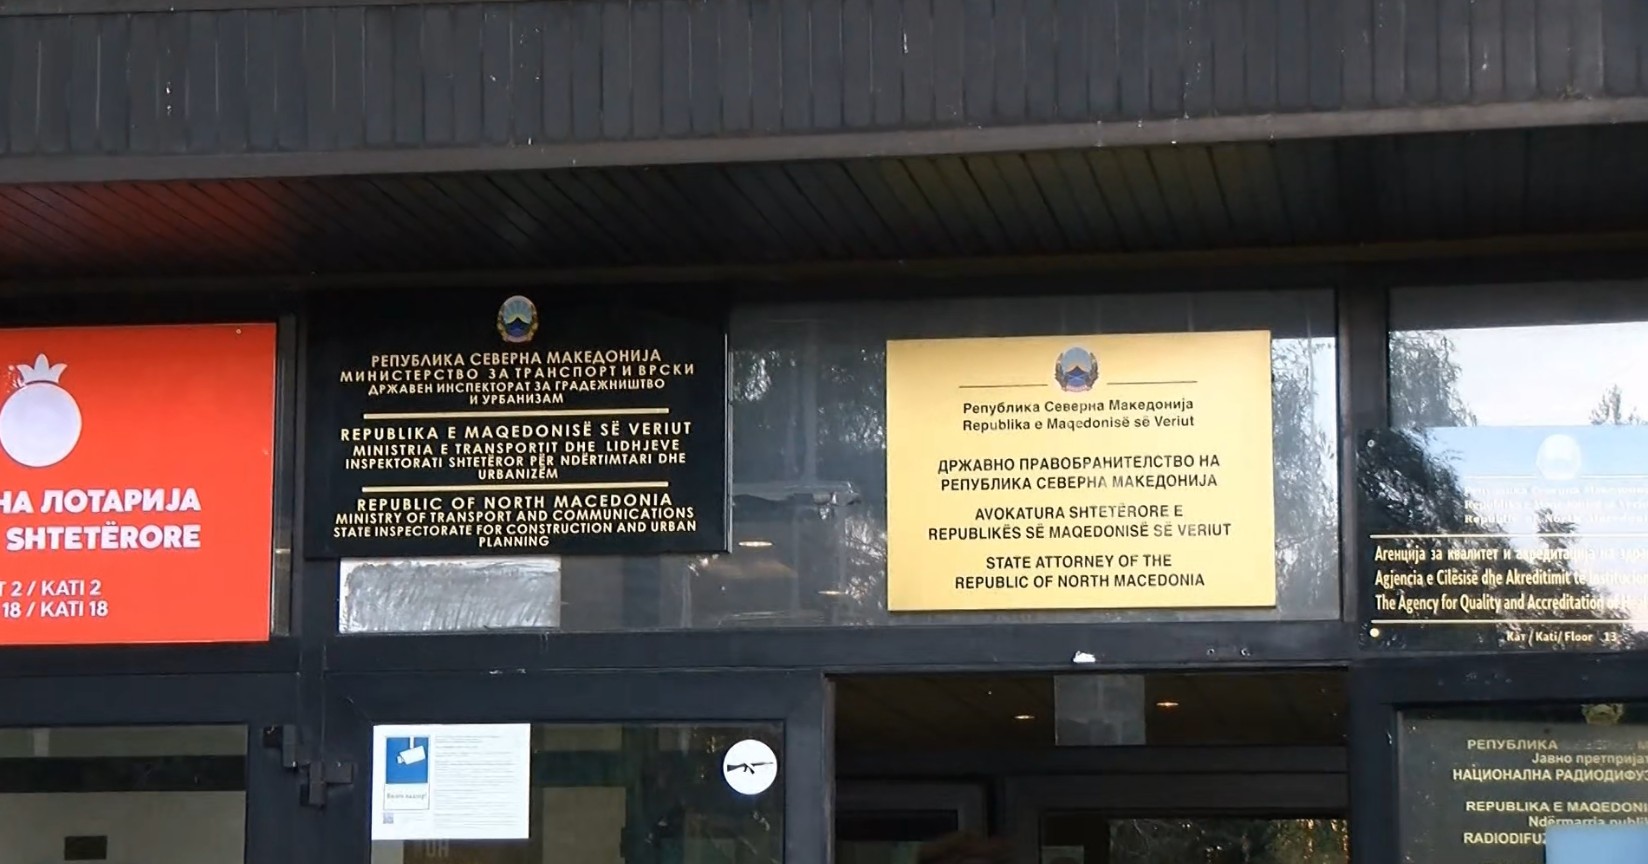 НА ЛОТАРИЈА
SHTETËRORE
2 / KATI 2
18 / KATI 18
РЕПУБЛИКА СЕВЕРНА МАКЕДОНИЈА
МИНИСТЕРСТВО ЗА ТРАНСПОРТ И ВРСКИ
ДРЖАВЕН ИНСПЕКТОРАТ ЗА ГРАДЕЖНИШТВО
И УРБАНИЗАМ
REPUBLIKA E MAQEDONISË SË VERIUT
MINISTRIA E TRANSPORTIT DHE LIDHJEVE
INSPEKTORATI SHTETËROR PËR NDËRTIMTARI DHE
URBANIZËM
REPUBLIC OF NORTH MACEDONIA
MINISTRY OF TRANSPORT AND COMMUNICATIONS
STATE INSPECTORATE FOR CONSTRUCTION AND URBAN
PLANNING
Република Северна Македонија
Republika e Maqedonisë së Veriut
ДРЖАВНО ПРАВОБРАНИТЕЛСТВО НА
РЕПУБЛИКА СЕВЕРНА МАКЕДОНИЈА
AVOKATURA SHTETËRORE E
REPUBLIKËS SË MAQEDONISË SË VERIUT
STATE ATTORNEY OF THE
REPUBLIC OF NORTH MACEDONIA
Агенција за квалитет и акредитација на
Agjencia e Cilësisë dhe Akreditimit të
The Agency for Quality and Accreditation of
Кат / Kati/ Floor 13
РЕПУБЛИКА
Јавно
НАЦИОНАЛНА
REPUBLIKA E
Ndërmarrja